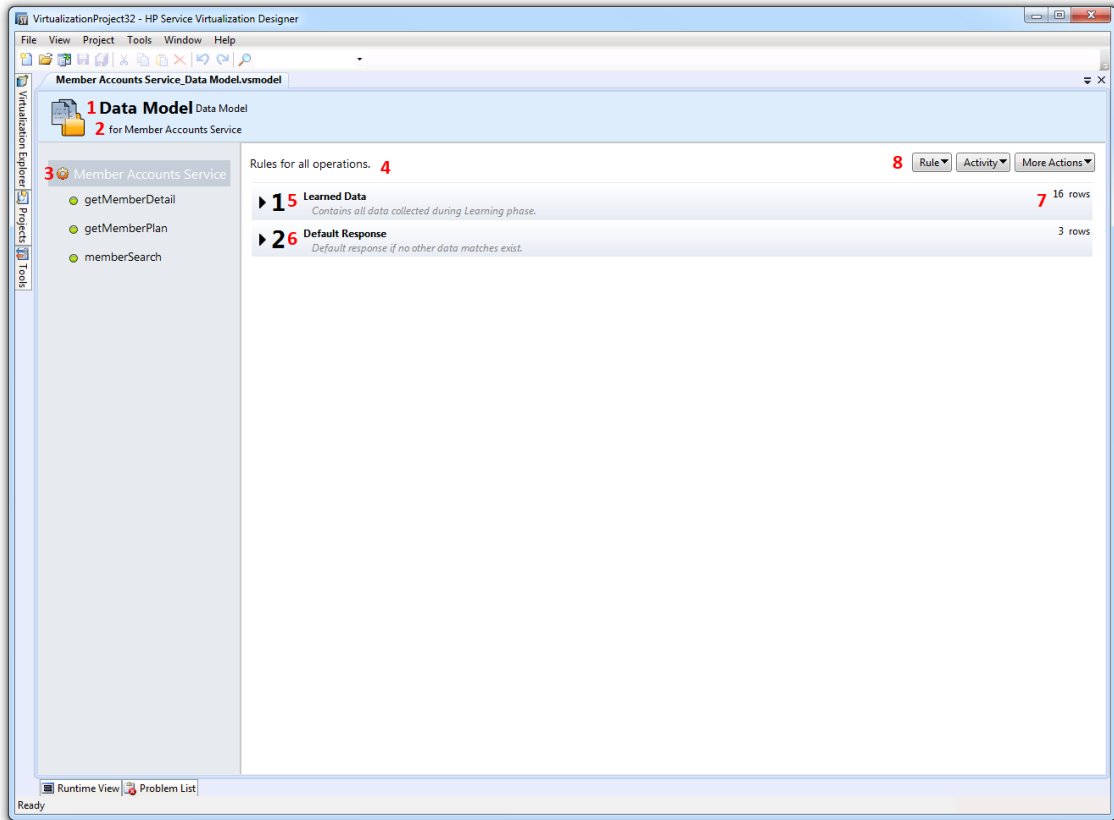 VirtualizationProject32 - HP Service Virtualization Designer
File View Project Tools Window Help
Member Accounts Service_Data Model.vsmodel
1 Data Model Data Model
2 for Member Accounts Service
Virtualization Explorer
Projects
Tools
3 Member Accounts Service
getMemberDetail
getMemberPlan
memberSearch
Rules for all operations. 4
8 Rule Activity More Actions
1 5 Learned Data 7 16 rows
Contains all data collected during Learning phase.
2 6 Default Response 3 rows
Default response if no other data matches exist.
Runtime View Problem List
Ready